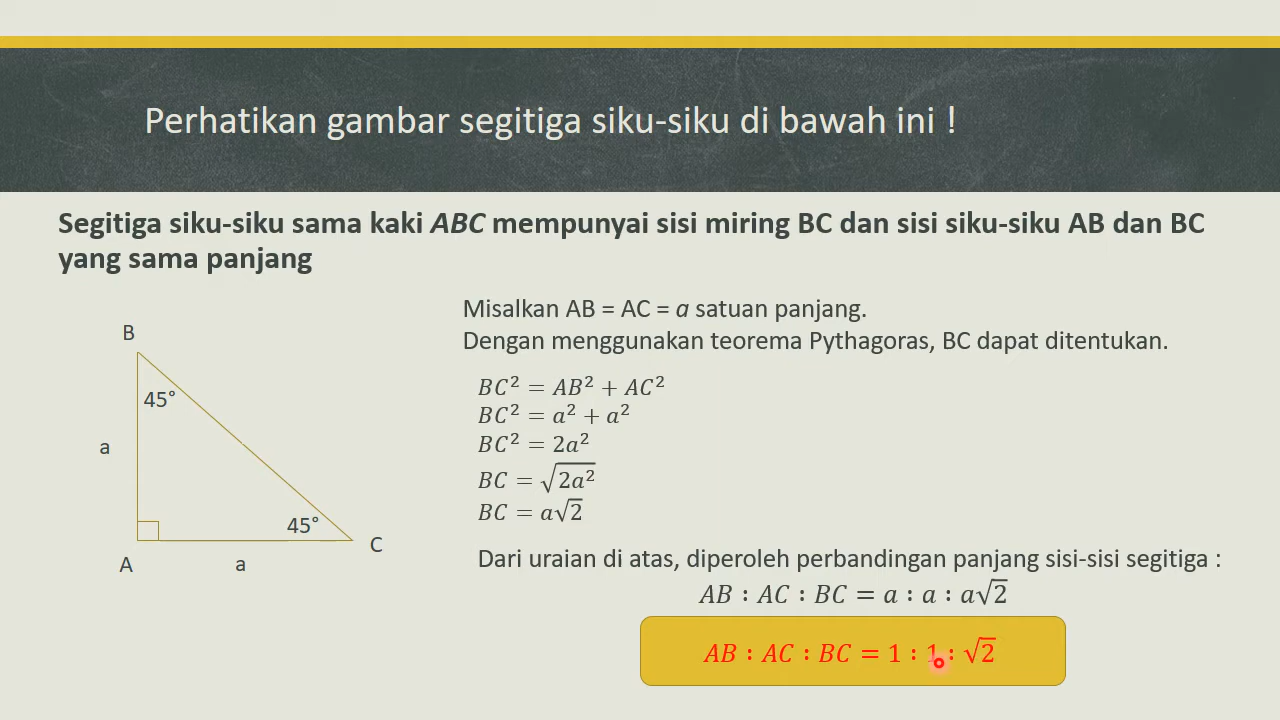 Perhatikan gambar segitiga siku-siku di bawah ini !
Segitiga siku-siku sama kaki ABC mempunyai sisi miring BC dan sisi siku-siku AB dan BC
yang sama panjang
B
45°
a
45°
A
a
C
Misalkan AB = AC = a satuan panjang.
Dengan menggunakan teorema Pythagoras, BC dapat ditentukan.
BC² = AB² + AC²
BC² = a² + a²
BC² = 2a²
BC = √(2a²)
BC = a√2
Dari uraian di atas, diperoleh perbandingan panjang sisi-sisi segitiga :
AB : AC : BC = a : a : a√2
AB : AC : BC = 1 : 1 : √2